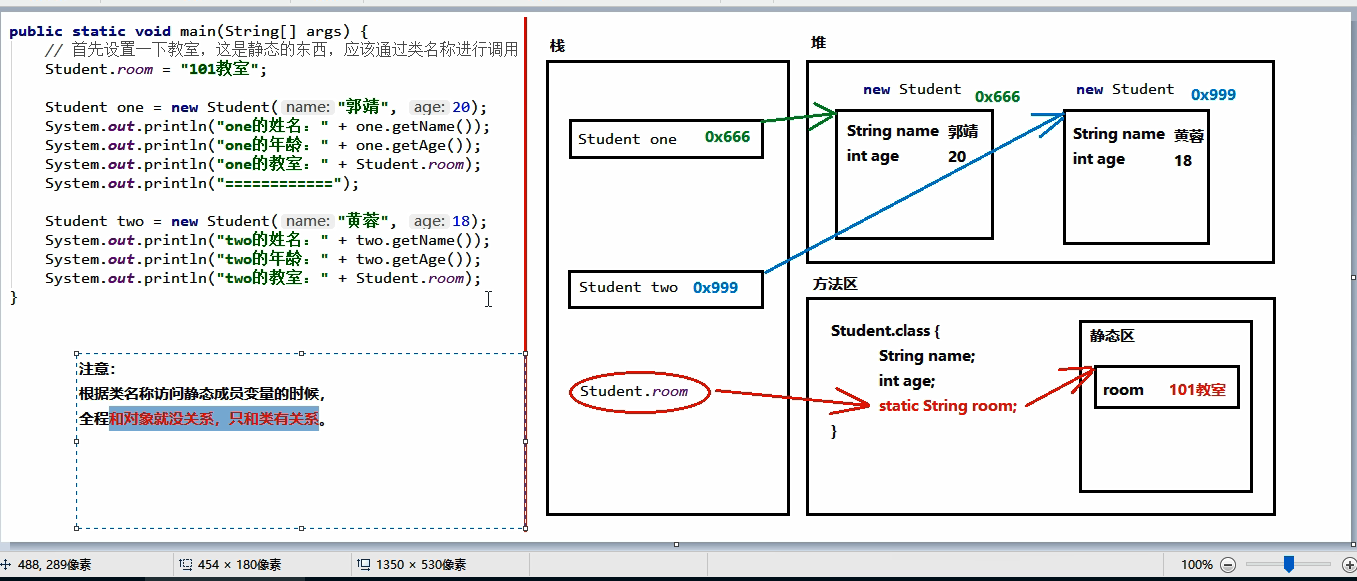 public static void main(String[] args) {
// 首先设置一下教室，这是静态的东西，应该通过类名称进行调用
Student.room = "101教室";
Student one = new Student( name: "郭靖", age: 20);
System.out.println("one的姓名：" + one.getName());
System.out.println("one的年龄：" + one.getAge());
System.out.println("one的教室：" + Student.room);
System.out.println("============");
Student two = new Student( name: "黄蓉", age: 18);
System.out.println("two的姓名：" + two.getName());
System.out.println("two的年龄：" + two.getAge());
System.out.println("two的教室：" + Student.room);
}
注意：
根据类名称访问静态成员变量的时候，
全程和对象就没关系，只和类有关系。
栈
Student one 0x666
Student two 0x999
Student.room
堆
new Student 0x666
String name 郭靖
int age 20
new Student 0x999
String name 黄蓉
int age 18
方法区
Student.class {
String name;
int age;
static String room;
}
静态区
room 101教室
488, 289像素
454 × 180像素
1350 × 530像素
100%